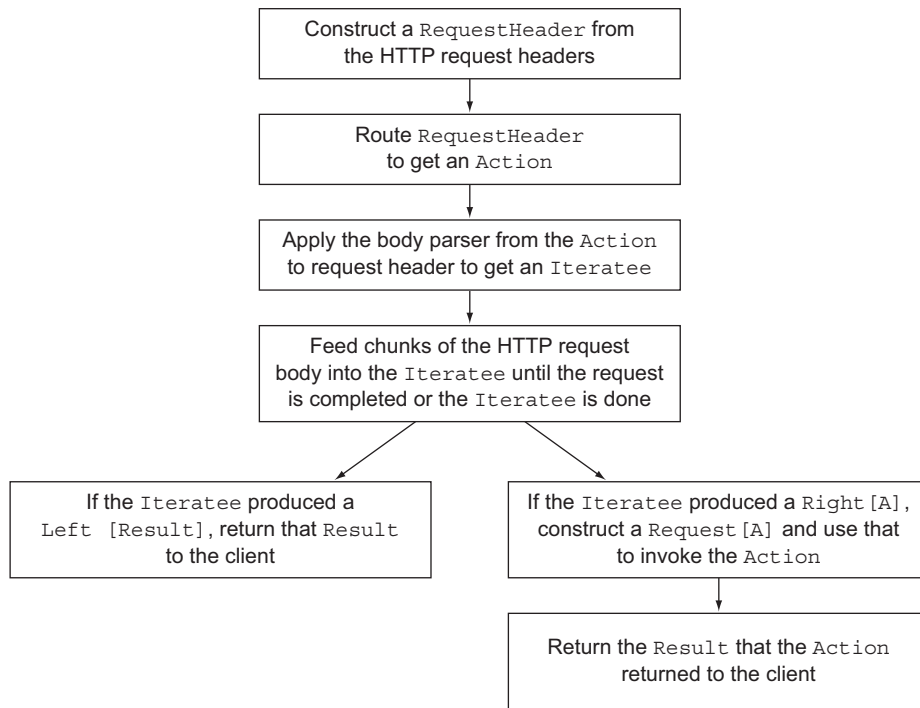 Construct a RequestHeader from
the HTTP request headers
Route RequestHeader
to get an Action
Apply the body parser from the Action
to request header to get an Iteratee
Feed chunks of the HTTP request
body into the Iteratee until the request
is completed or the Iteratee is done
If the Iteratee produced a
Left [Result], return that Result
to the client
If the Iteratee produced a Right[A],
construct a Request[A] and use that
to invoke the Action
Return the Result that the Action
returned to the client